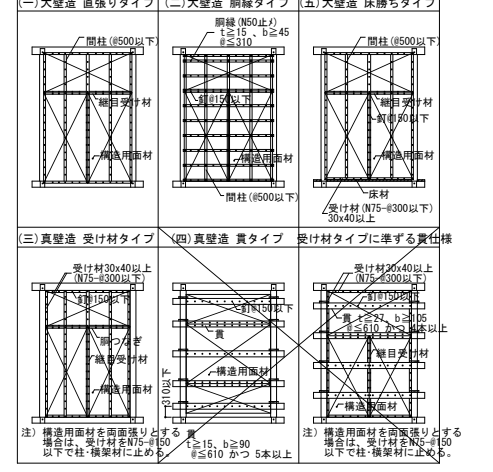 (一)大壁造 直張りタイプ
(二)大壁造 胴縁タイプ
(五)大壁造 床勝ちタイプ
間柱(@500以下)
継目受け材
構造用面材
胴縁(N50止メ)
t≧15 、b≧45
@≦310
釘@150以下
構造用面材
間柱(@500以下)
間柱(@500以下)
継目受け材
釘@150以下
構造用面材
床材
受け材(N75-@300以下)
30x40以上
(三)真壁造 受け材タイプ
(四)真壁造 貫タイプ
受け材タイプに準ずる貫仕様
受け材30x40以上
(N75-@300以下)
釘@150以下
胴つなぎ
継目受け材
構造用面材
注) 構造用面材を両面張りとする
場合は、受け材をN75-@150
以下で柱・横架材に止める。
釘@150以下
貫
構造用面材
310以下
貫
t≧15、b≧90
@≦610 かつ 5本以上
受け材30x40以上
(N75-@300以下)
釘@150以下
貫 t≧27、b≧105
@≦610 かつ 4本以上
継目受け材
構造用面材
注) 構造用面材を両面張りとする
場合は、受け材をN75-@150
以下で柱・横架材に止める。